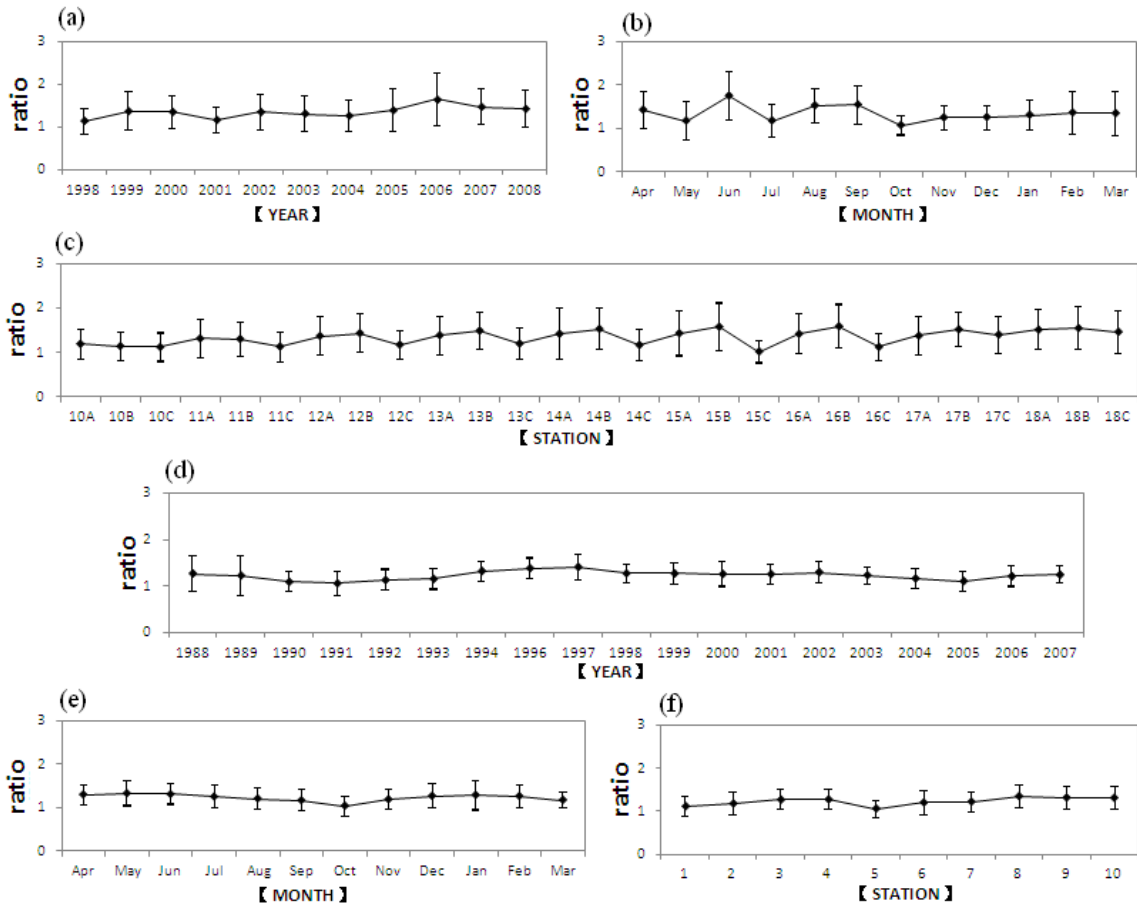 (a)
3
2
1
0
ratio
1998 1999 2000 2001 2002 2003 2004 2005 2006 2007 2008
【 YEAR 】
(b)
3
2
1
0
ratio
Apr May Jun Jul Aug Sep Oct Nov Dec Jan Feb Mar
【 MONTH 】
(c)
3
2
1
0
ratio
10A 10B 10C 11A 11B 11C 12A 12B 12C 13A 13B 13C 14A 14B 14C 15A 15B 15C 16A 16B 16C 17A 17B 17C 18A 18B 18C
【 STATION 】
(d)
3
2
1
0
ratio
1988 1989 1990 1991 1992 1993 1994 1996 1997 1998 1999 2000 2001 2002 2003 2004 2005 2006 2007
【 YEAR 】
(e)
3
2
1
0
ratio
Apr May Jun Jul Aug Sep Oct Nov Dec Jan Feb Mar
【 MONTH 】
(f)
3
2
1
0
ratio
1 2 3 4 5 6 7 8 9 10
【 STATION 】